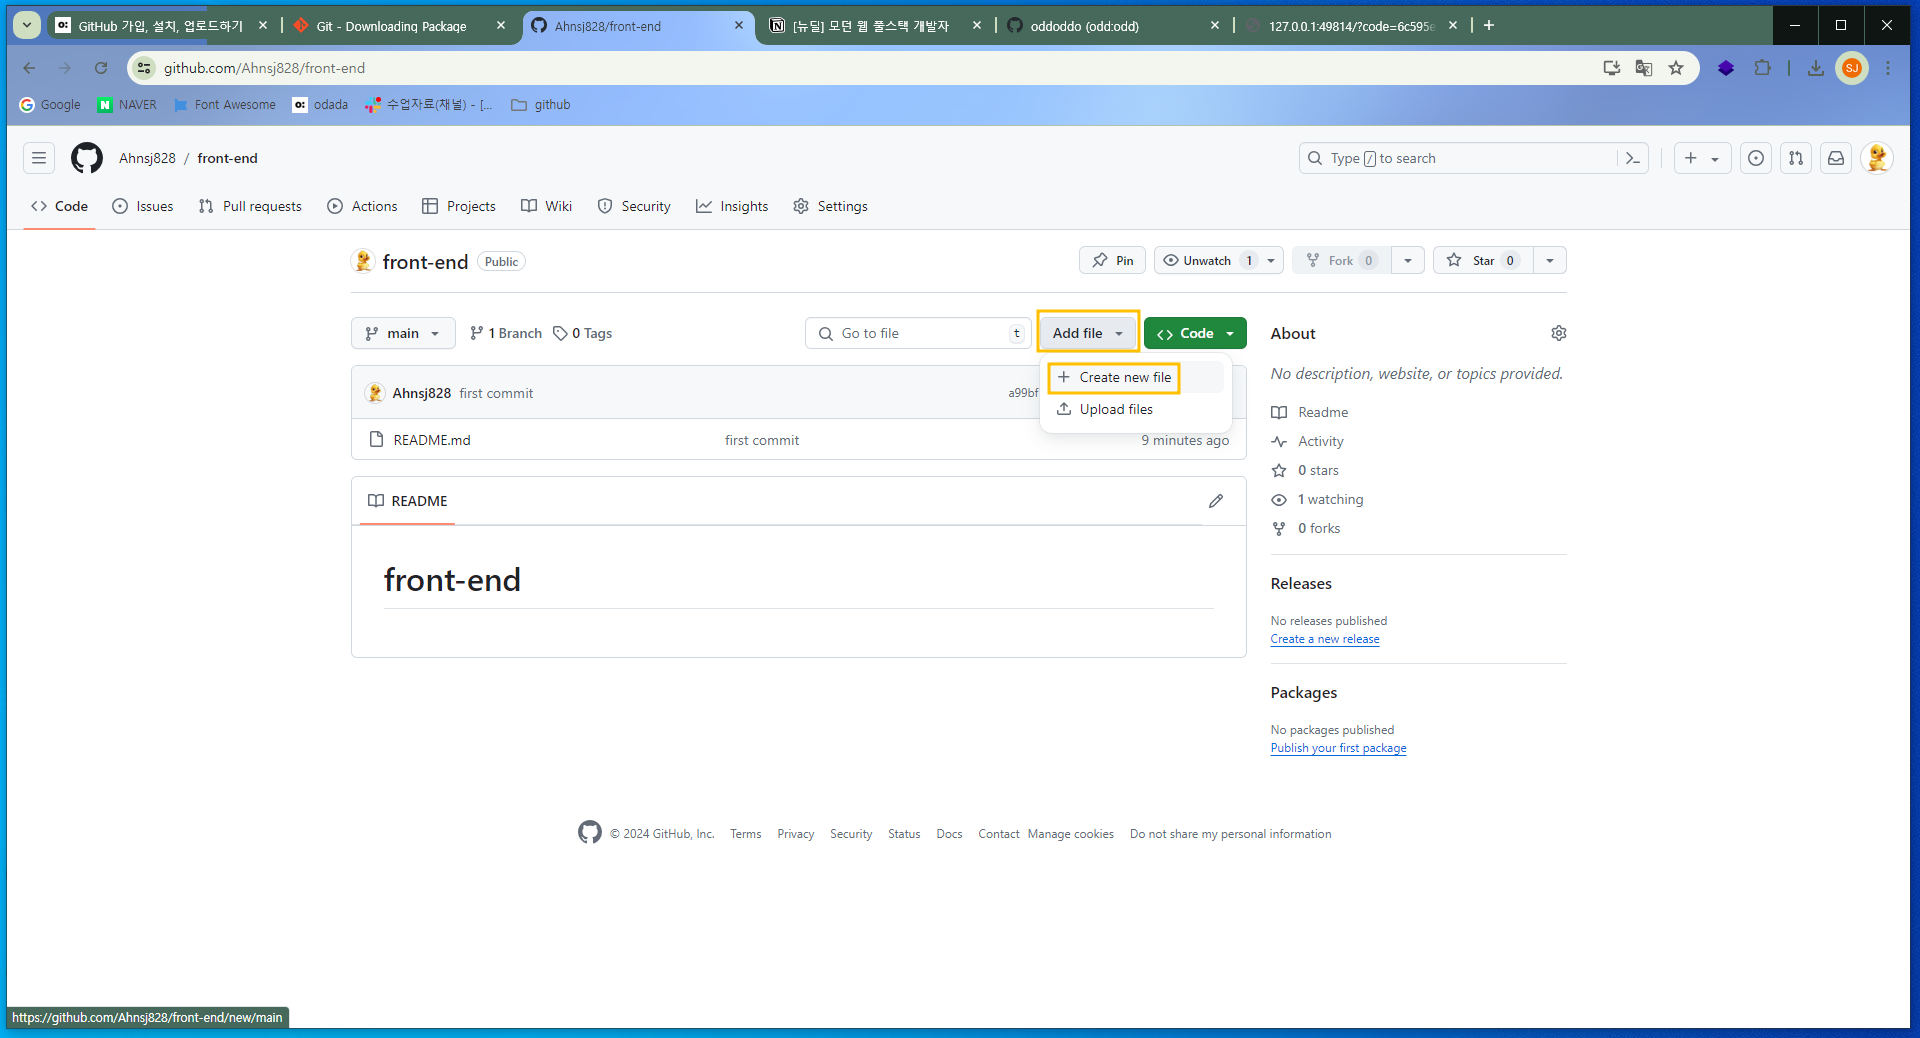 GitHub 가입, 설치, 업로드하기
Git - Downloading Package
Ahnsj828/front-end
[뉴딜] 모던 웹 풀스택 개발자
oddoddo (odd:odd)
127.0.0.1:49814/?code=6c595e
github.com/Ahnsj828/front-end
SJ
Google
NAVER
Font Awesome
odada
수업자료(채널) - [...
github
Ahnsj828 / front-end
Type / to search
Code
Issues
Pull requests
Actions
Projects
Wiki
Security
Insights
Settings
front-end Public
Pin
Unwatch 1
Fork 0
Star 0
main
1 Branch
0 Tags
Go to file t
Add file
Code
Create new file
Upload files
Ahnsj828 first commit
a99bf
README.md first commit 9 minutes ago
README
front-end
About
No description, website, or topics provided.
Readme
Activity
0 stars
1 watching
0 forks
Releases
No releases published
Create a new release
Packages
No packages published
Publish your first package
© 2024 GitHub, Inc. Terms Privacy Security Status Docs Contact Manage cookies Do not share my personal information
https://github.com/Ahnsj828/front-end/new/main